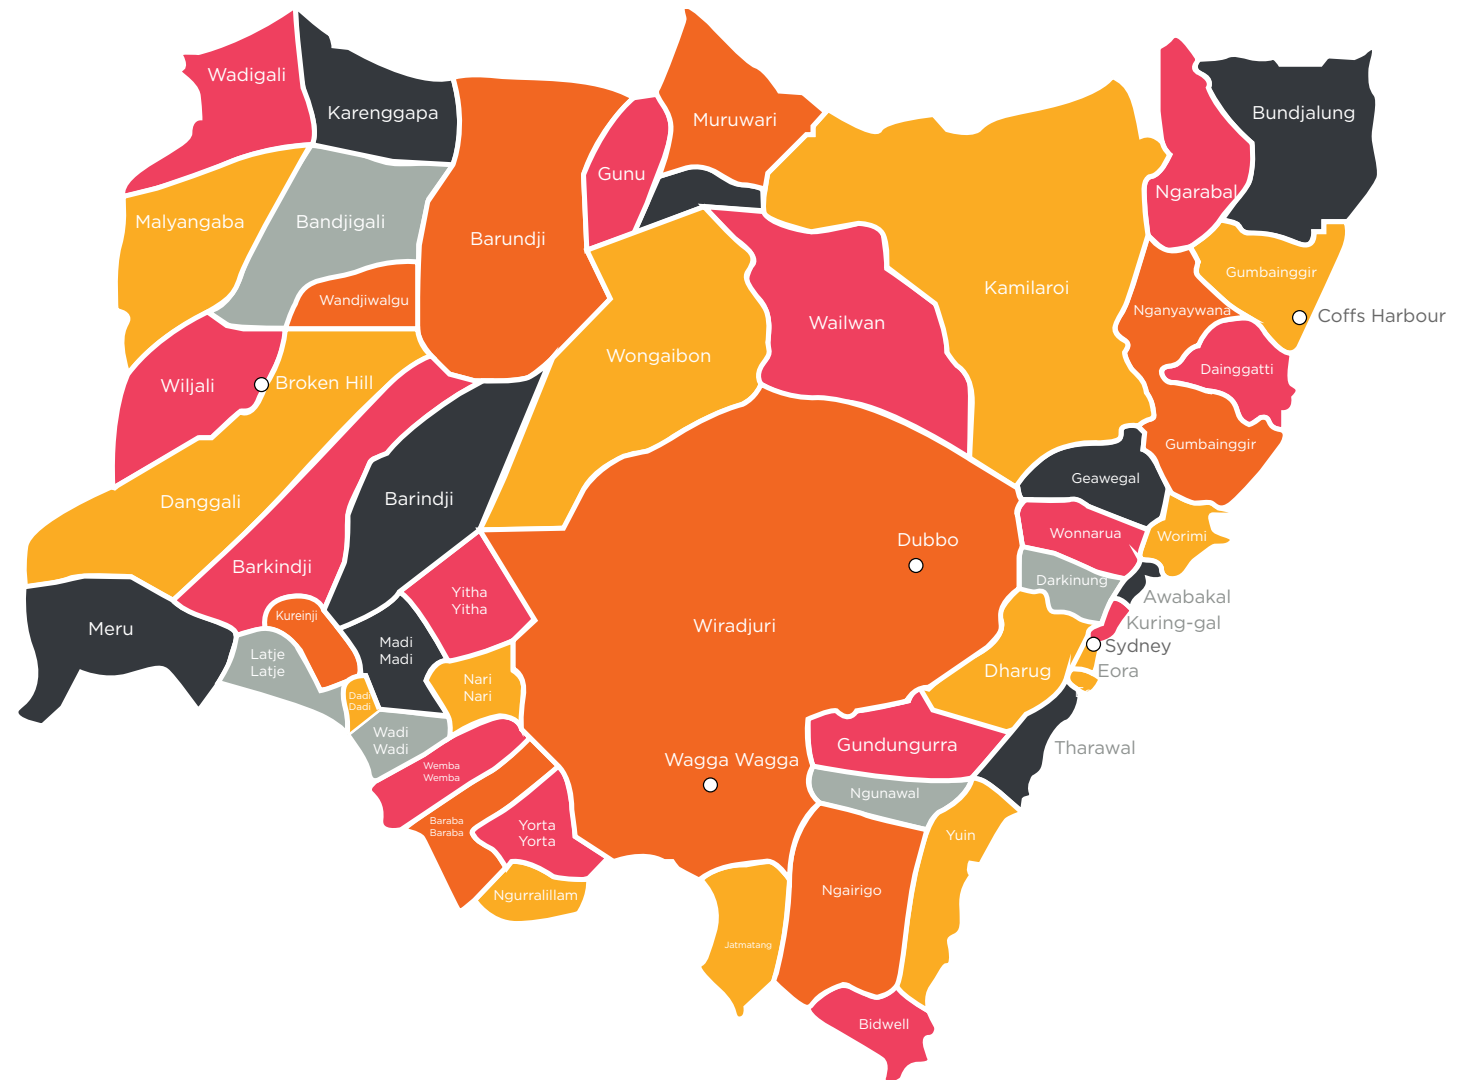 Wadigali
Karenggapa
Muruwari
Bundjalung
Gunu
Ngarabal
Malyangaba
Bandjigali
Barundji
Gumbainggir
Kamilaroi
Wandjiwalgu
Nganyaywana
Coffs Harbour
Wailwan
Wongaibon
Dainggatti
Wiljali
Broken Hill
Gumbainggir
Geawegal
Barindji
Danggali
Wonnarua
Worimi
Dubbo
Barkindji
Darkinung
Yitha
Yitha
Awabakal
Kureinji
Kuring-gal
Meru
Wiradjuri
Madi
Madi
Sydney
Latje
Latje
Dharug
Eora
Nari
Nari
Dadi
Dadi
Wadi
Wadi
Gundungurra
Tharawal
Wagga Wagga
Wemba
Wemba
Ngunawal
Baraba
Baraba
Yorta
Yorta
Yuin
Ngairigo
Ngurralillam
Jatmatang
Bidwell